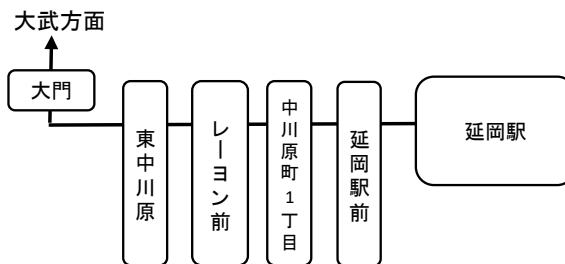 大武方面
大門
東中川原
レーヨン前
中川原町1丁目
延岡駅前
延岡駅